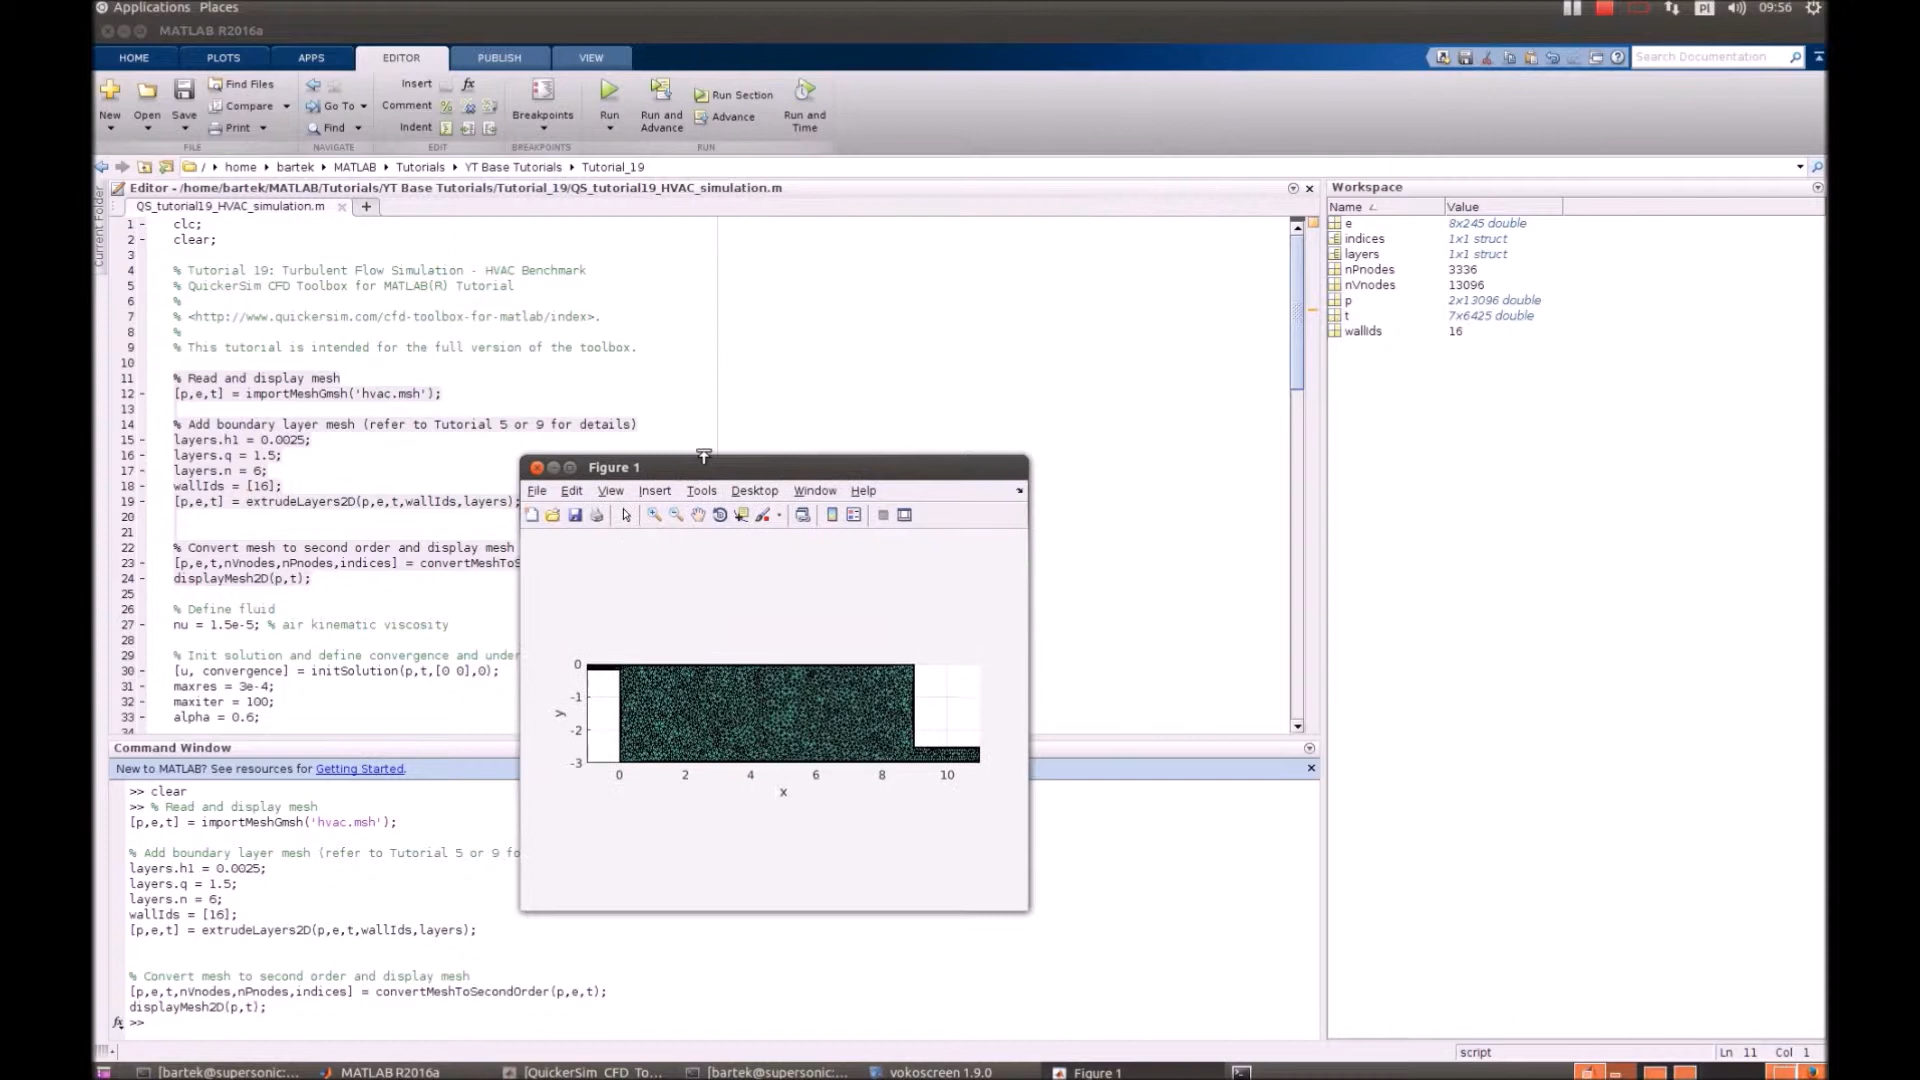 Applications Places
Pl 09:56
MATLAB R2016a
HOME PLOTS APPS EDITOR PUBLISH VIEW
Search Documentation
New Open Save Find Files Compare Print
Insert fx
Go To Comment %
Find Indent
Breakpoints Run Run and Advance Run Section Advance Run and Time
FILE NAVIGATE EDIT BREAKPOINTS RUN
/ home bartek MATLAB Tutorials YT Base Tutorials Tutorial_19
Current Folder
Editor - /home/bartek/MATLAB/Tutorials/YT Base Tutorials/Tutorial_19/QS_tutorial19_HVAC_simulation.m
QS_tutorial19_HVAC_simulation.m
1 - clc;
2 - clear;
3
4 % Tutorial 19: Turbulent Flow Simulation - HVAC Benchmark
5 % QuickerSim CFD Toolbox for MATLAB(R) Tutorial
6 %
7 % <http://www.quickersim.com/cfd-toolbox-for-matlab/index>.
8 %
9 % This tutorial is intended for the full version of the toolbox.
10
11 % Read and display mesh
12 - [p,e,t] = importMeshGmsh('hvac.msh');
13
14 % Add boundary layer mesh (refer to Tutorial 5 or 9 for details)
15 - layers.h1 = 0.0025;
16 - layers.q = 1.5;
17 - layers.n = 6;
18 - wallIds = [16];
19 - [p,e,t] = extrudeLayers2D(p,e,t,wallIds,layers);
20
21
22 % Convert mesh to second order and display mesh
23 - [p,e,t,nVnodes,nPnodes,indices] = convertMeshToS
24 - displayMesh2D(p,t);
25
26 % Define fluid
27 - nu = 1.5e-5; % air kinematic viscosity
28
29 % Init solution and define convergence and under
30 - [u, convergence] = initSolution(p,t,[0 0],0);
31 - maxres = 3e-4;
32 - maxiter = 100;
33 - alpha = 0.6;
34
Workspace
Name Value
e 8x245 double
indices 1x1 struct
layers 1x1 struct
nPnodes 3336
nVnodes 13096
p 2x13096 double
t 7x6425 double
wallIds 16
Figure 1
File Edit View Insert Tools Desktop Window Help
0
-1
-2
-3
y
0 2 4 6 8 10
x
Command Window
New to MATLAB? See resources for Getting Started.
>> clear
>> % Read and display mesh
[p,e,t] = importMeshGmsh('hvac.msh');
% Add boundary layer mesh (refer to Tutorial 5 or 9 fo
layers.h1 = 0.0025;
layers.q = 1.5;
layers.n = 6;
wallIds = [16];
[p,e,t] = extrudeLayers2D(p,e,t,wallIds,layers);
% Convert mesh to second order and display mesh
[p,e,t,nVnodes,nPnodes,indices] = convertMeshToSecondOrder(p,e,t);
displayMesh2D(p,t);
fx >>
script Ln 11 Col 1
[bartek@supersonic:... MATLAB R2016a [QuickerSim CFD To... [bartek@supersonic:... vokoscreen 1.9.0 Figure 1